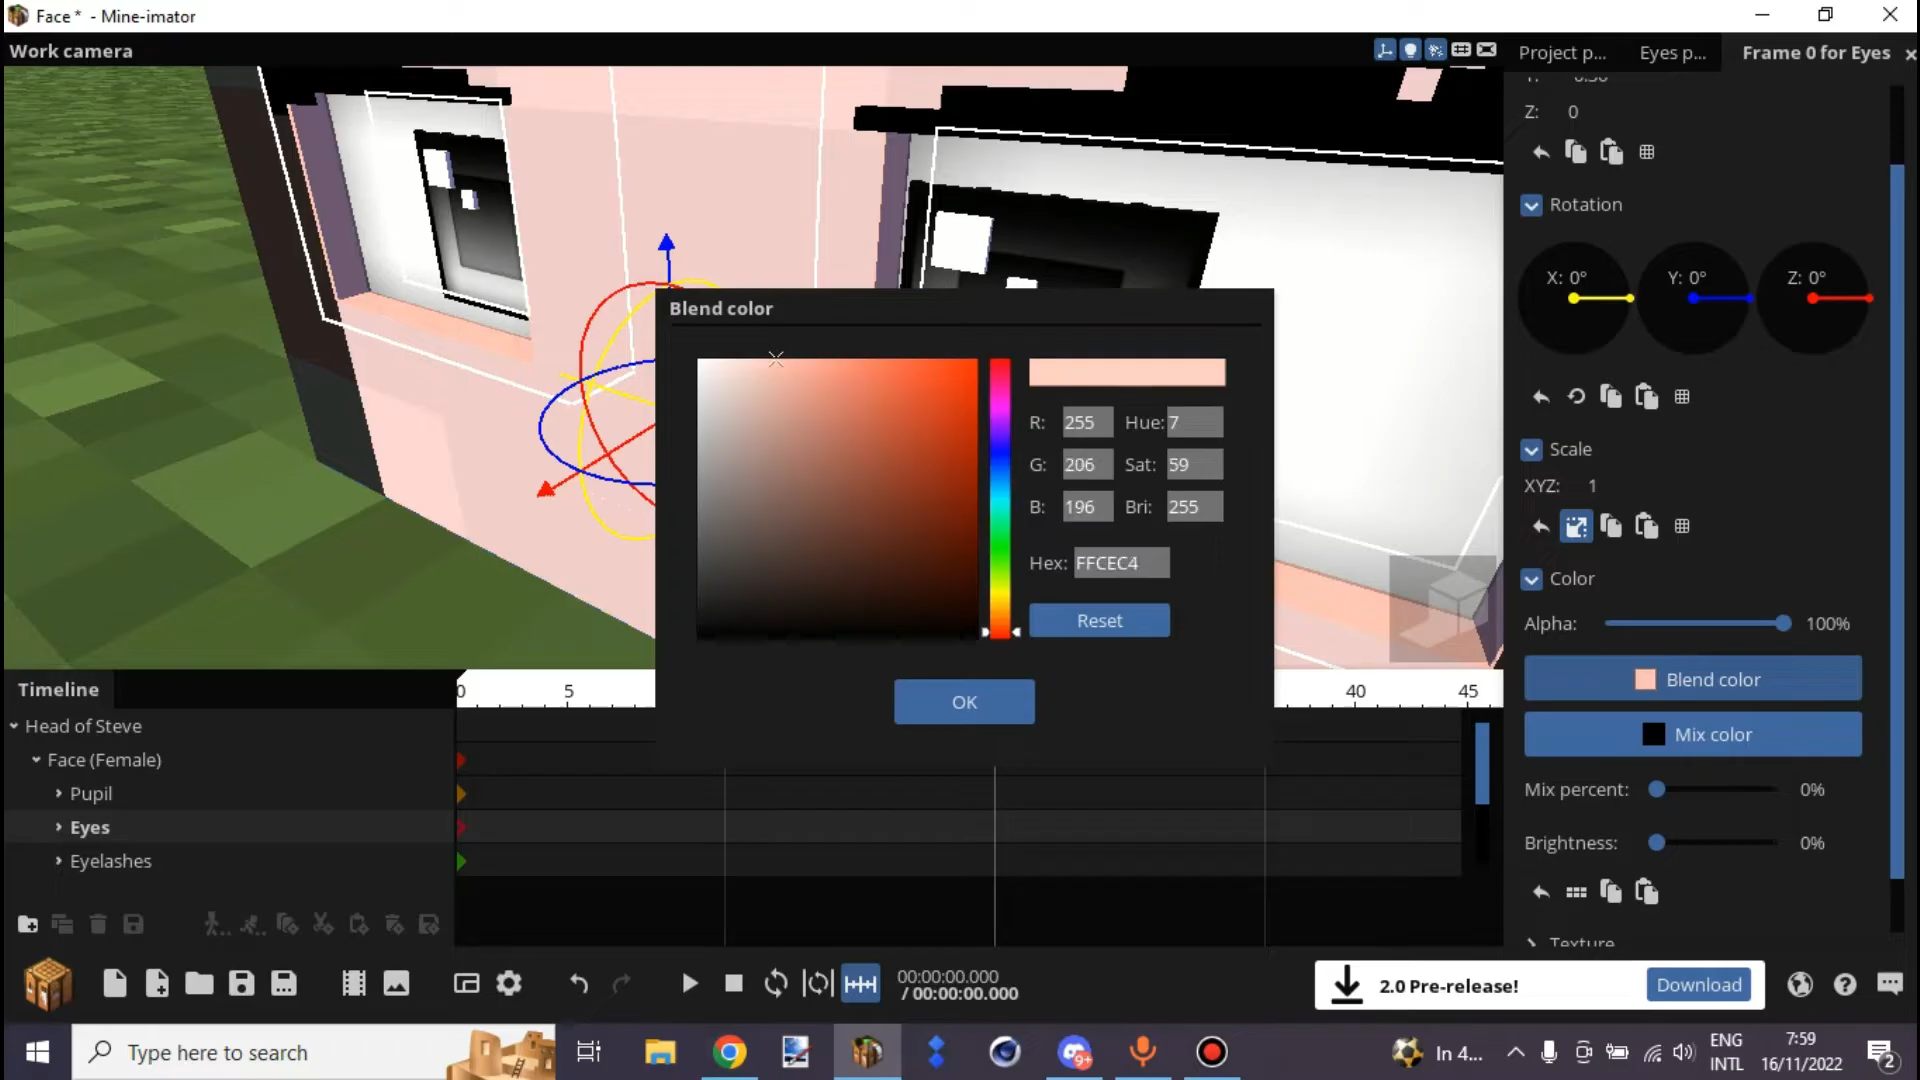 Face * - Mine-imator
Work camera
Project p...
Eyes p...
Frame 0 for Eyes
Z: 0
Rotation
X: 0°
Y: 0°
Z: 0°
Scale
XYZ: 1
Color
Alpha: 100%
Blend color
Mix color
Mix percent: 0%
Brightness: 0%
Texture
Blend color
R: 255 Hue: 7
G: 206 Sat: 59
B: 196 Bri: 255
Hex: FFCEC4
Reset
OK
Timeline
0 5 40 45
Head of Steve
Face (Female)
Pupil
Eyes
Eyelashes
00:00:00.000
/ 00:00:00.000
2.0 Pre-release!
Download
Type here to search
9+
In 4...
ENG
INTL
7:59
16/11/2022
2